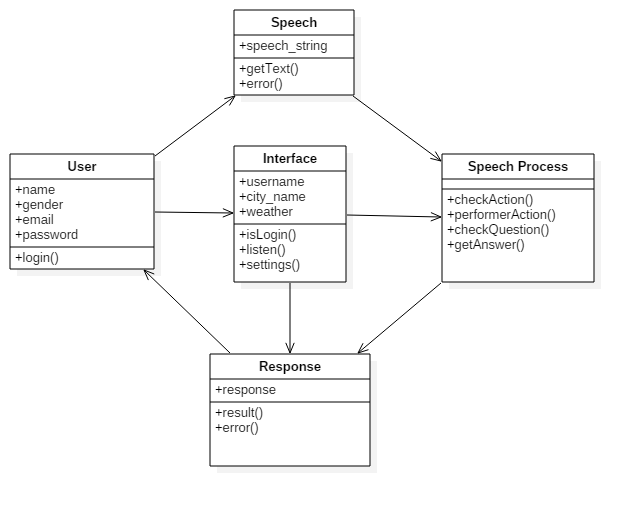 Speech
+speech_string
+getText()
+error()
User
+name
+gender
+email
+password
+login()
Interface
+username
+city_name
+weather
+isLogin()
+listen()
+settings()
Speech Process
+checkAction()
+performerAction()
+checkQuestion()
+getAnswer()
Response
+response
+result()
+error()